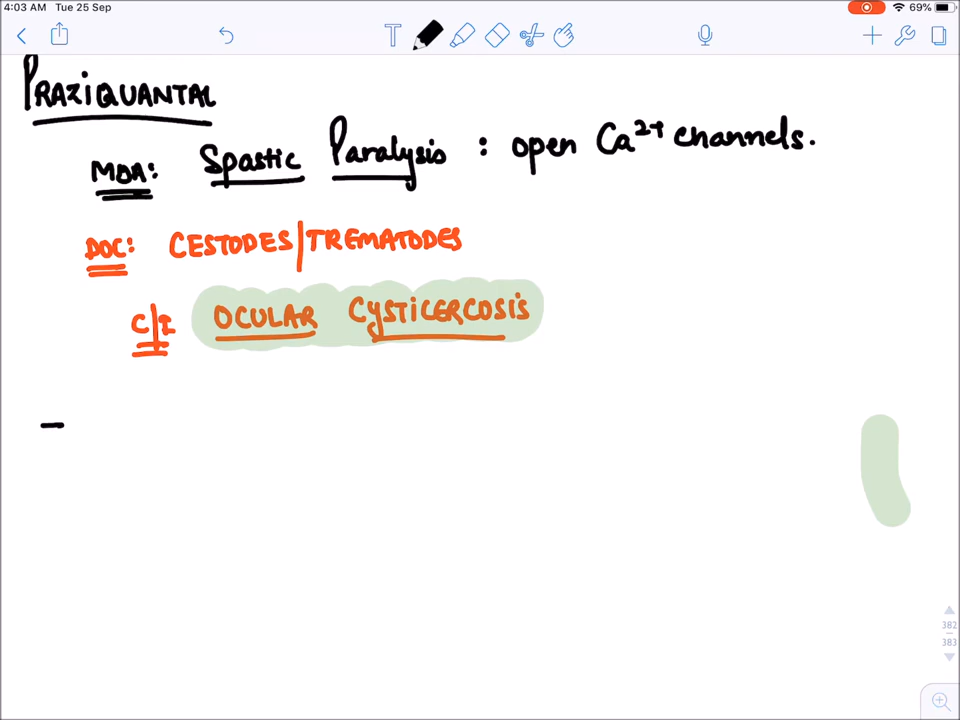 4:03 AM Tue 25 Sep 69%
T
PRAZIQUANTAL
MOA: Spastic Paralysis : open Ca2+ channels.
DOC: CESTODES/TREMATODES
C/I OCULAR CYSTICERCOSIS
382
383